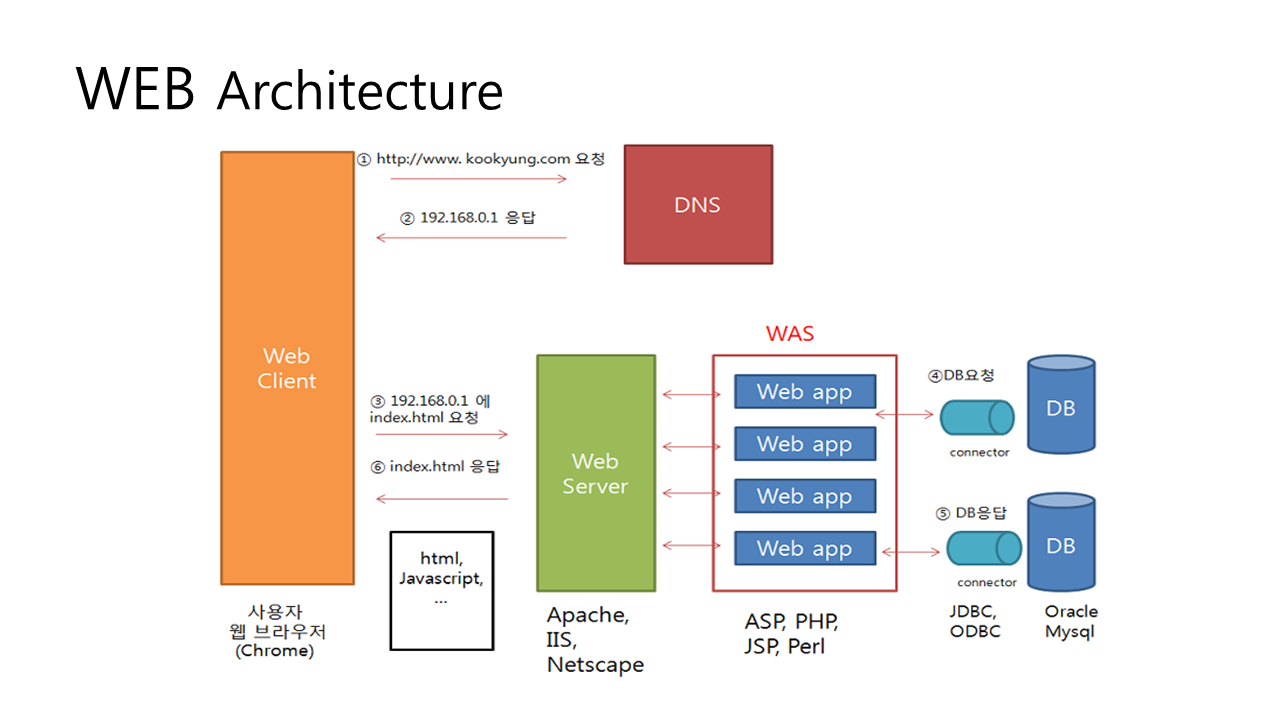 WEB Architecture
① http://www. kookyung.com 요청
DNS
② 192.168.0.1 응답
WAS
Web
Client
③ 192.168.0.1 에
index.html 요청
⑥ index.html 응답
Web
Server
Web app
Web app
Web app
Web app
④DB요청
connector
DB
⑤ DB응답
connector
DB
html,
Javascript,
...
사용자
웹 브라우저
(Chrome)
Apache,
IIS,
Netscape
ASP, PHP,
JSP, Perl
JDBC,
ODBC
Oracle
Mysql